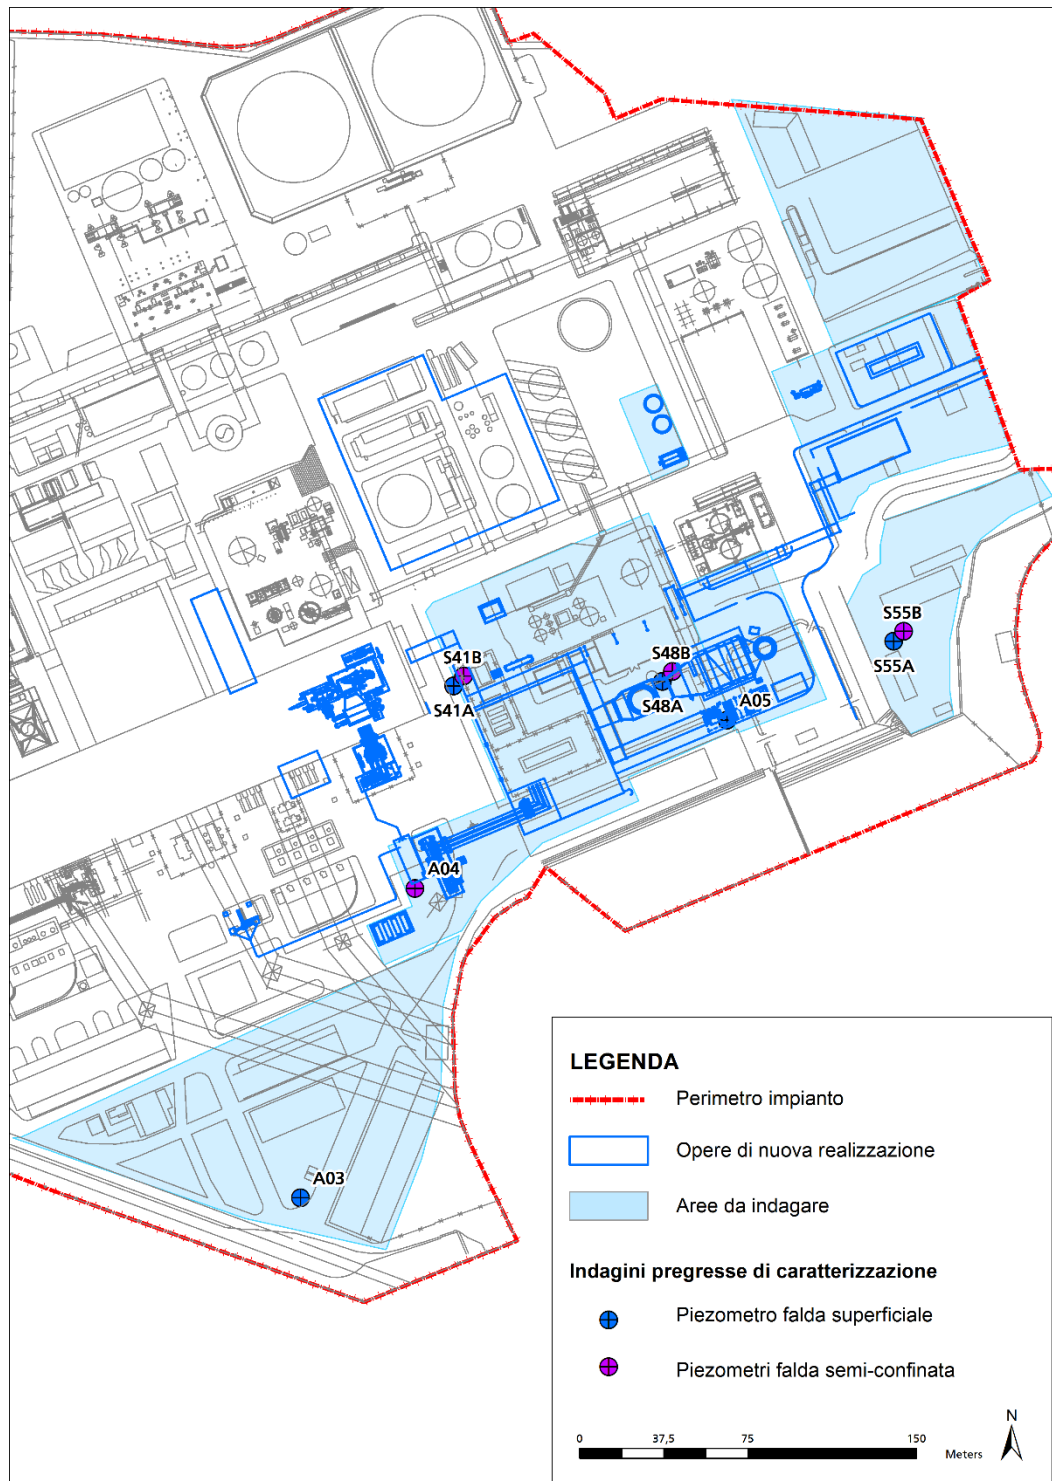 S55B
S55A
S41B
S41A
S48B
S48A
A05
A04
A03
LEGENDA
Perimetro impianto
Opere di nuova realizzazione
Aree da indagare
Indagini pregresse di caratterizzazione
Piezometro falda superficiale
Piezometri falda semi-confinata
N
0 37,5 75 150
Meters